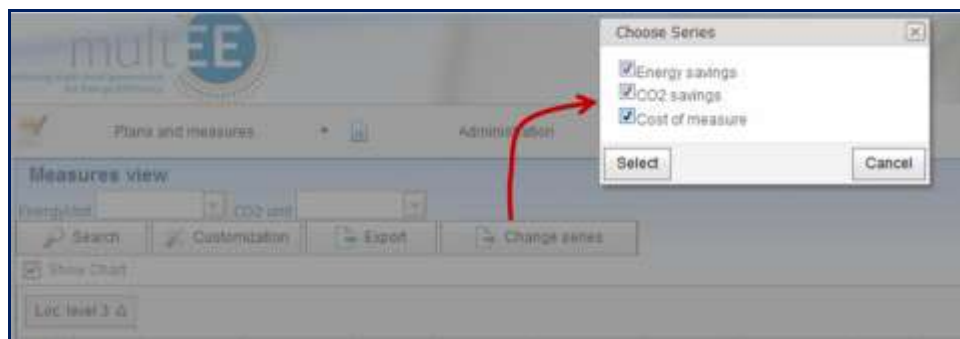 multEE
Choose Series
Energy savings
CO2 savings
Cost of measure
Select
Cancel
Plans and measures
Administration
Measures view
EnergyUnit
CO2 unit
Search
Customization
Export
Change series
Show Chart
Loc level 3